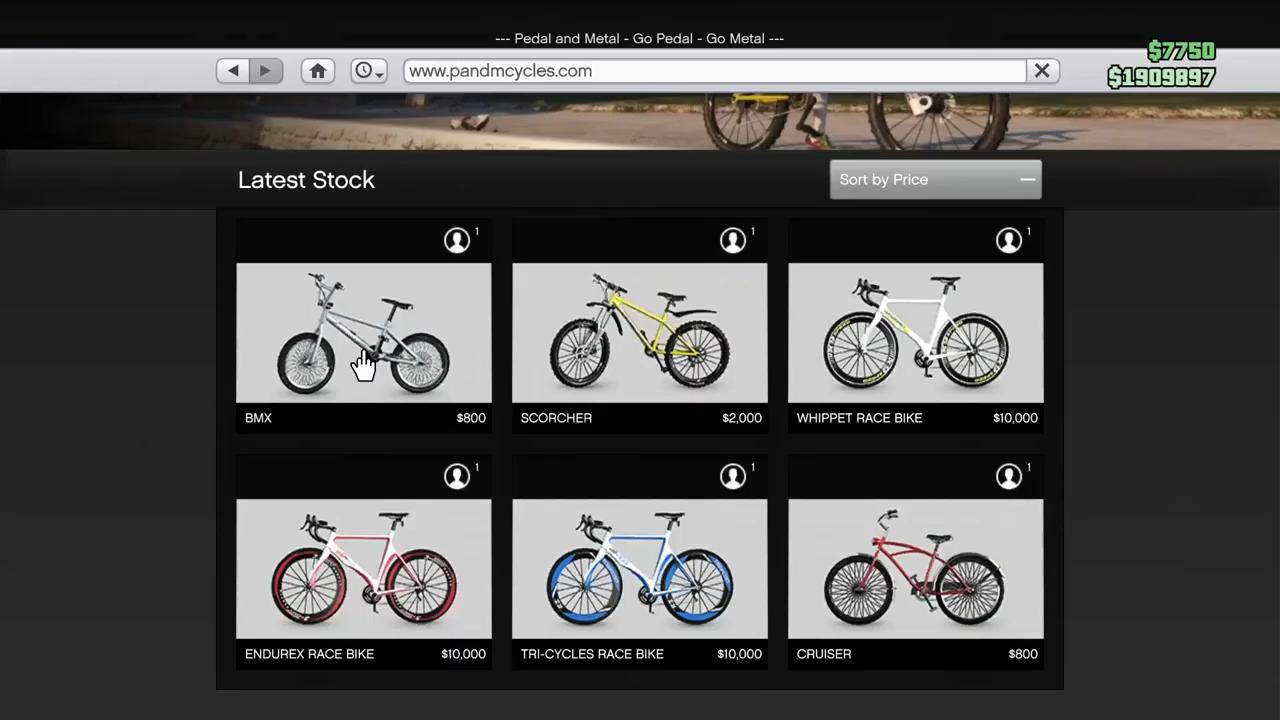 --- Pedal and Metal - Go Pedal - Go Metal ---
www.pandmcycles.com
$7750
$1909897
Latest Stock
Sort by Price
1
1
1
BMX $800
SCORCHER $2,000
WHIPPET RACE BIKE $10,000
1
1
1
ENDUREX RACE BIKE $10,000
TRI-CYCLES RACE BIKE $10,000
CRUISER $800